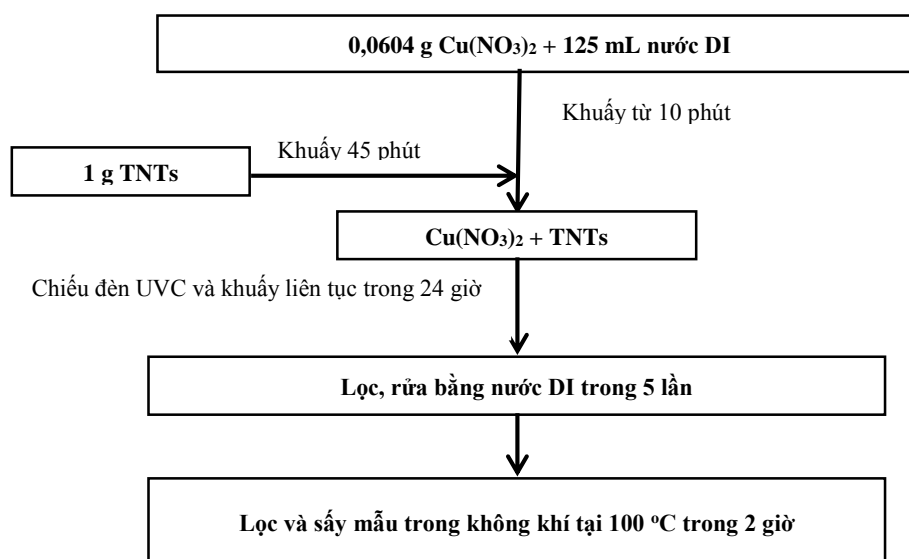 0,0604 g Cu(NO₃)₂ + 125 mL nước DI
Khuấy từ 10 phút
Khuấy 45 phút
1 g TNTs
Cu(NO₃)₂ + TNTs
Chiếu đèn UVC và khuấy liên tục trong 24 giờ
Lọc, rửa bằng nước DI trong 5 lần
Lọc và sấy mẫu trong không khí tại 100 ᵒC trong 2 giờ